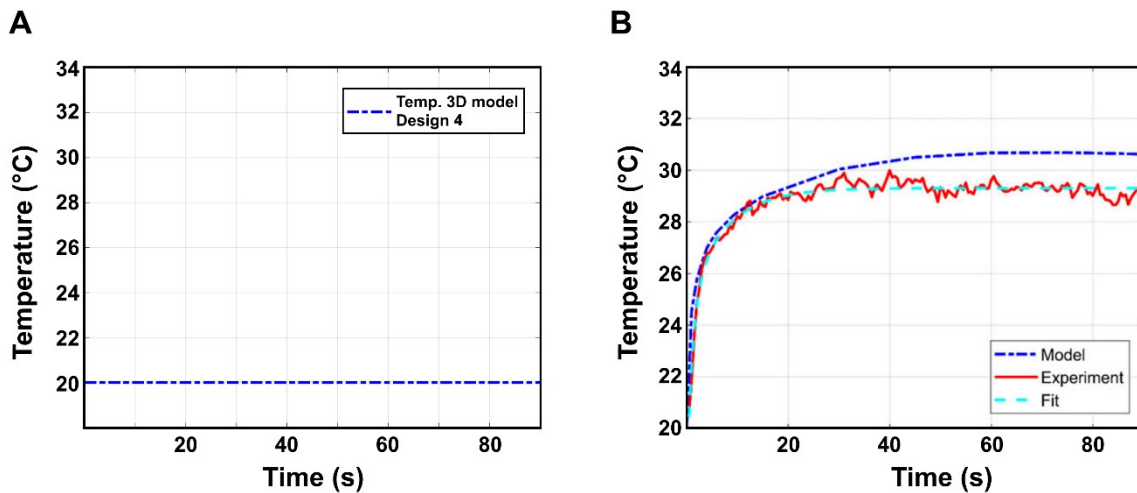 A
B
34
32
30
28
26
24
22
20
Temperature (°C)
Temp. 3D model
Design 4
20
40
60
80
Time (s)
34
32
30
28
26
24
22
20
Temperature (°C)
Model
Experiment
Fit
20
40
60
80
Time (s)